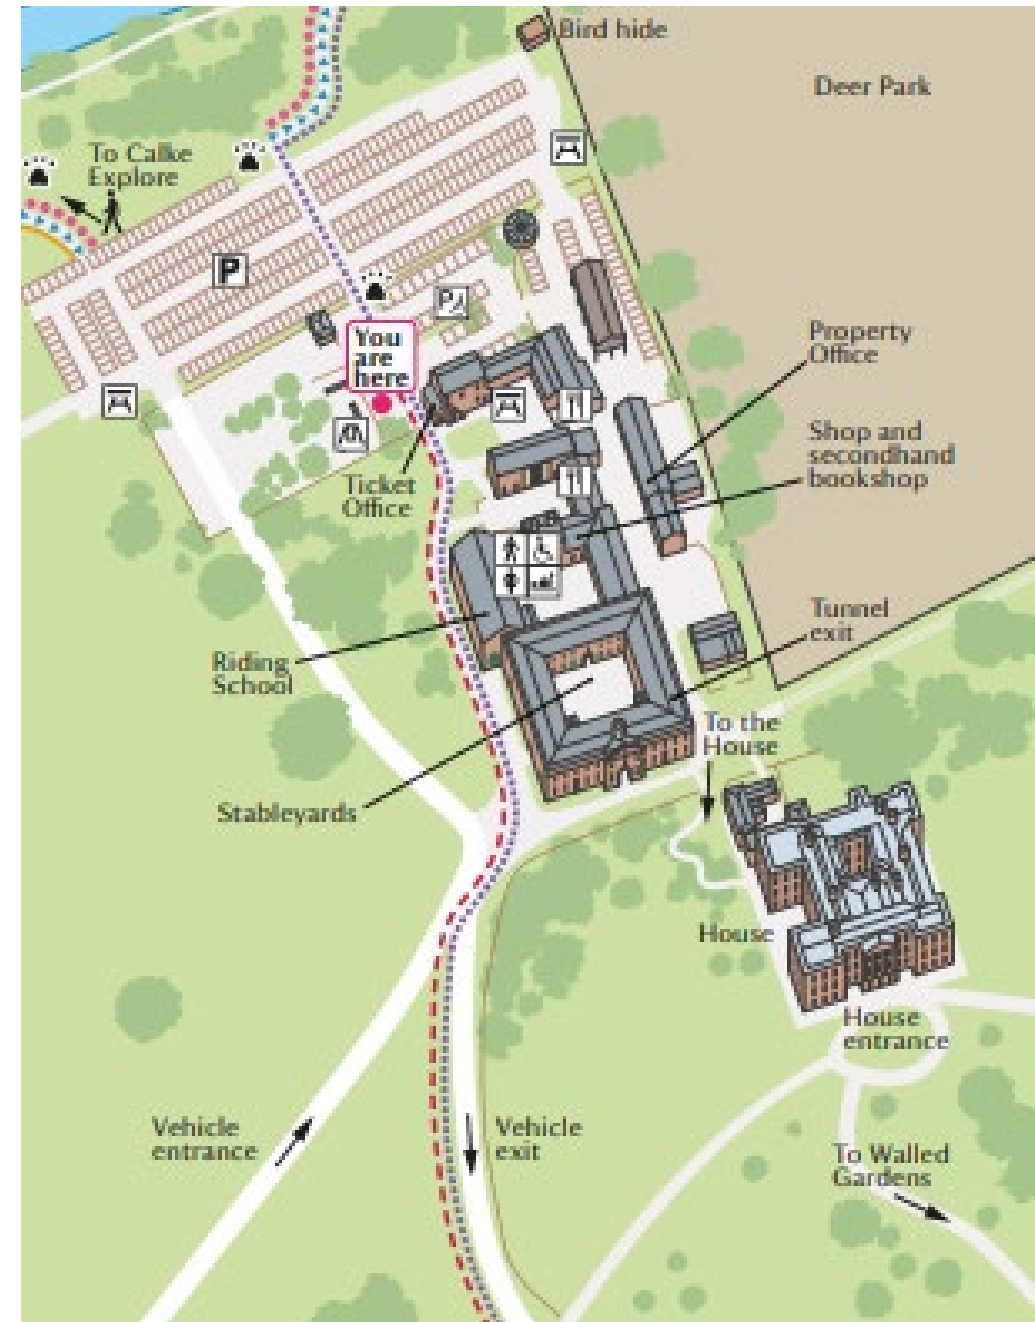 Bird hide
Deer Park
To Calke
Explore
P
P
You
are
here
Property
Office
Shop and
secondhand
bookshop
Ticket
Office
Tunnel
exit
Riding
School
To the
House
Stableyards
House
House
entrance
Vehicle
entrance
Vehicle
exit
To Walled
Gardens